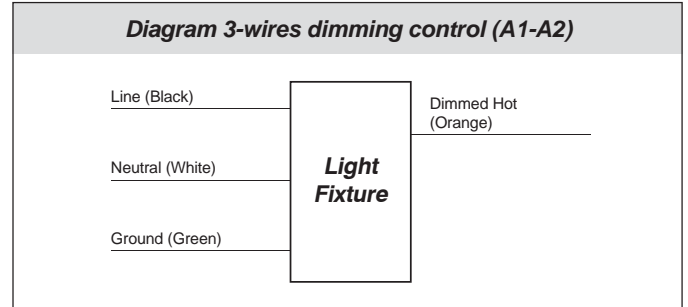 Diagram 3-wires dimming control (A1-A2)
Line (Black)
Neutral (White)
Ground (Green)
Light
Fixture
Dimmed Hot
(Orange)